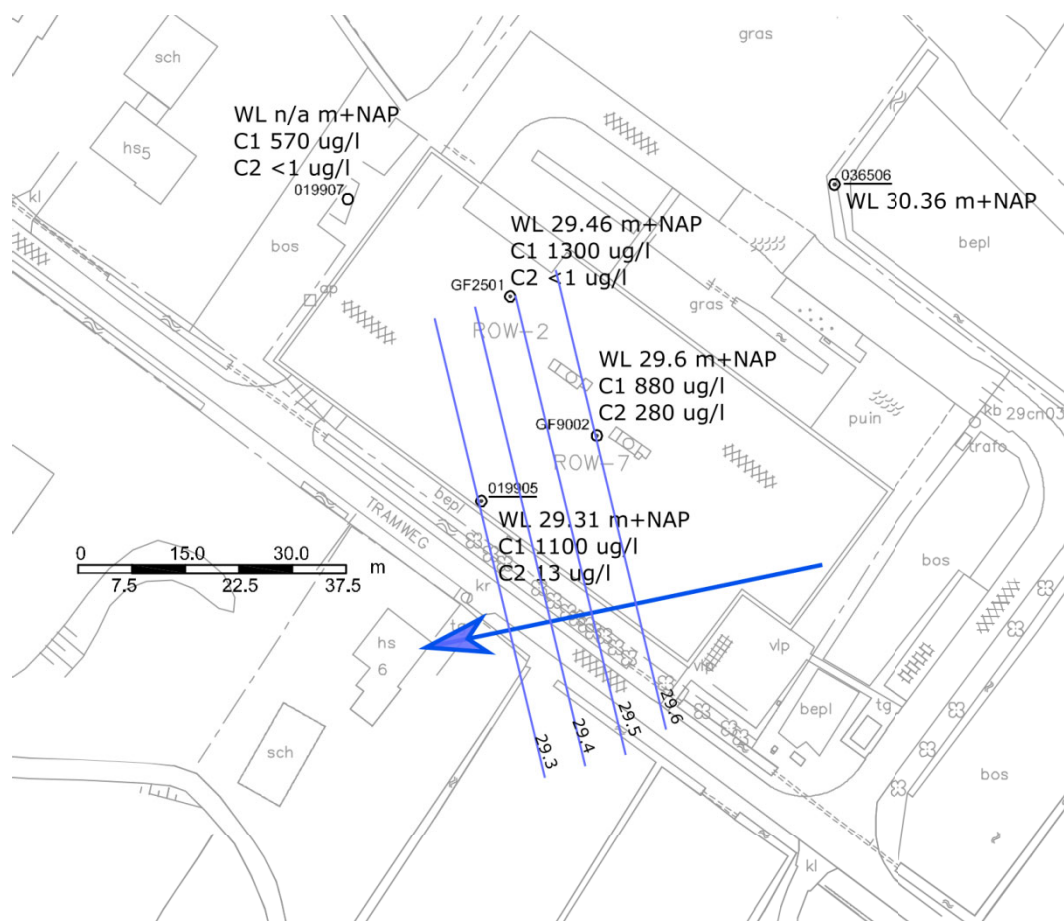 gras
sch
WL n/a m+NAP
C1 570 ug/l
C2 <1 ug/l
019907
hs5
kl
bos
036506
WL 30.36 m+NAP
bepl
WL 29.46 m+NAP
C1 1300 ug/l
C2 <1 ug/l
GF2501
ap
ROW-2
gras
WL 29.6 m+NAP
C1 880 ug/l
C2 280 ug/l
GF9002
ROW-7
puin
kb
29cn03
trafo
019905
bepl
TRAMWEG
WL 29.31 m+NAP
C1 1100 ug/l
C2 13 ug/l
0 15.0 30.0
7.5 22.5 37.5 m
kr
hs
6
bos
vlp
vlp
tg
bepl
29.3
29.4
29.5
29.6
sch
bos
kl